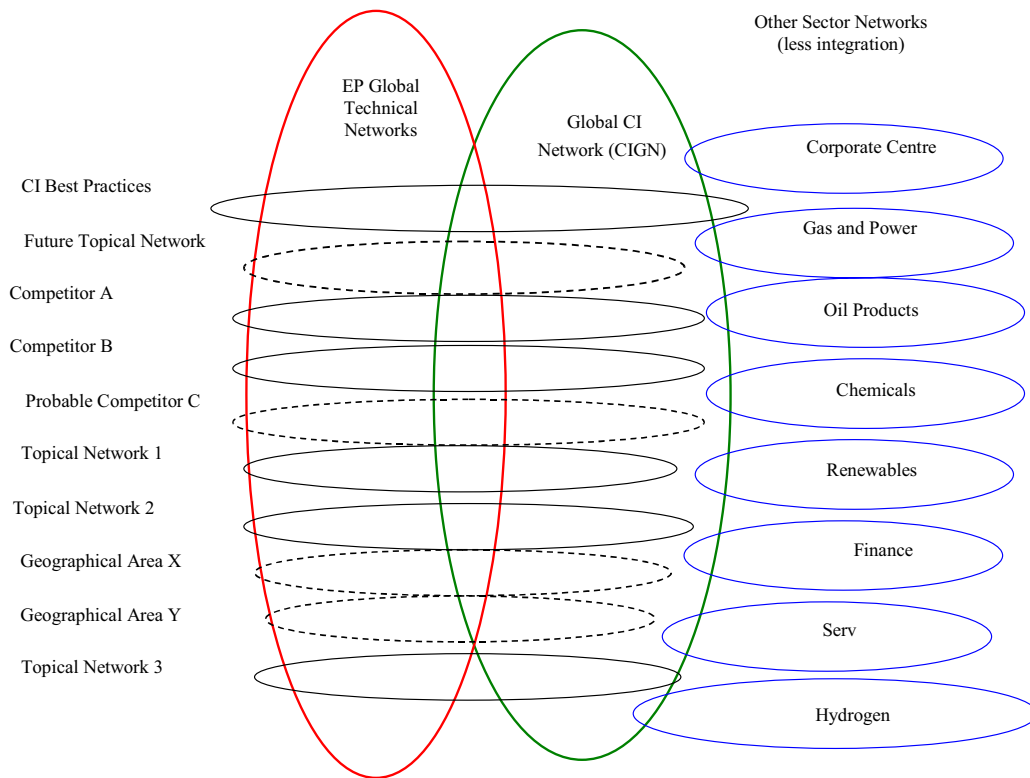 Other Sector Networks
(less integration)
EP Global
Technical
Networks
Global CI
Network (CIGN)
Corporate Centre
CI Best Practices
Gas and Power
Future Topical Network
Competitor A
Oil Products
Competitor B
Chemicals
Probable Competitor C
Topical Network 1
Renewables
Topical Network 2
Finance
Geographical Area X
Geographical Area Y
Serv
Topical Network 3
Hydrogen